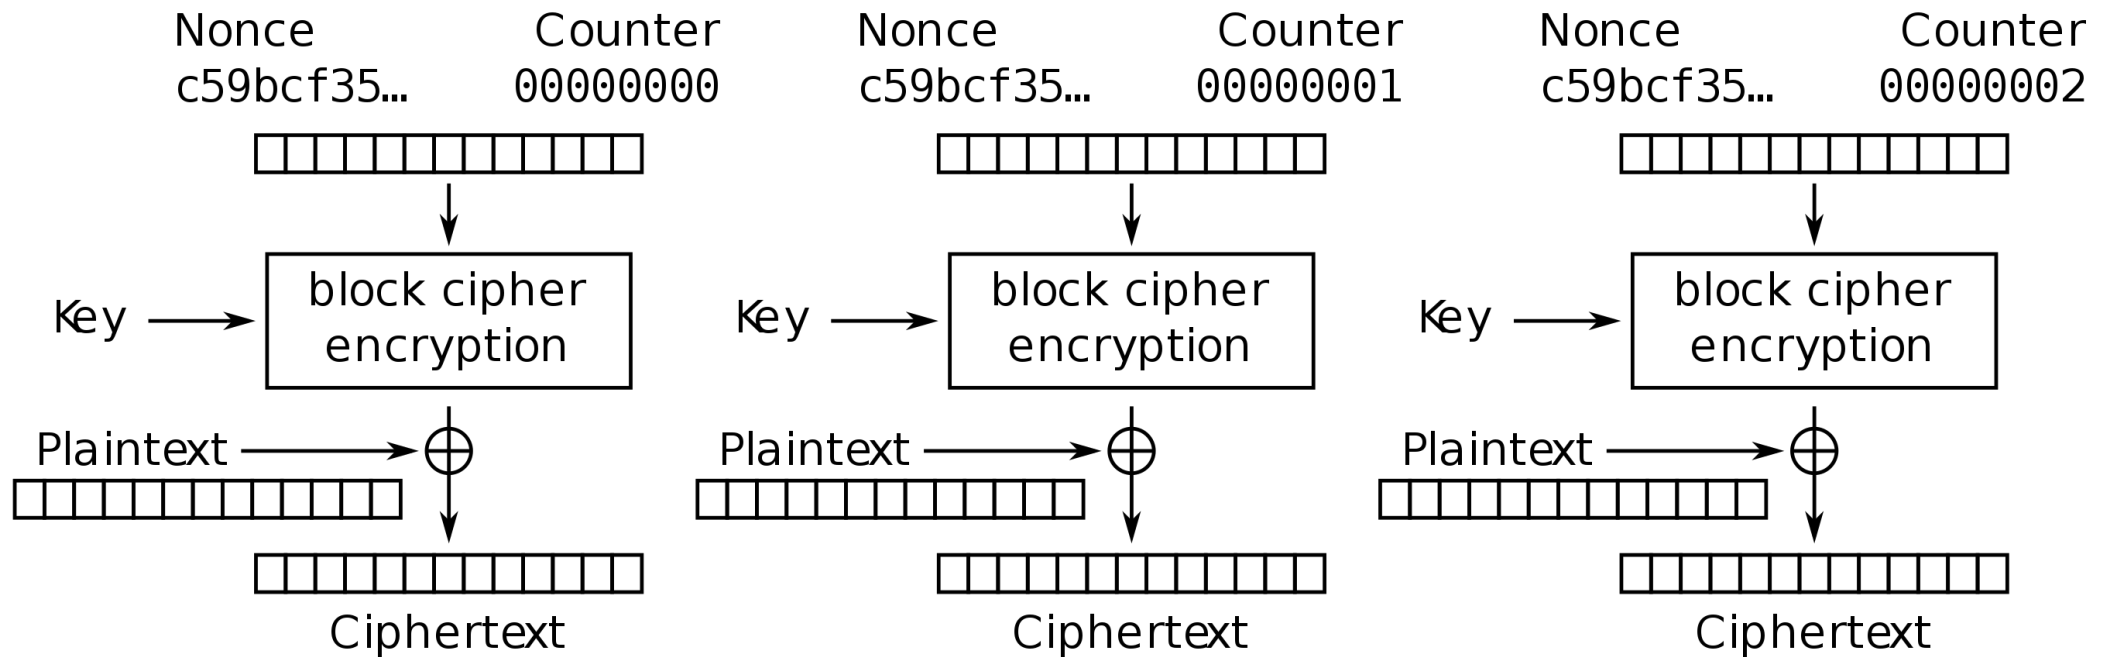 Nonce Counter Nonce Counter Nonce Counter
c59bcf35... 00000000 c59bcf35... 00000001 c59bcf35... 00000002
block cipher block cipher block cipher
Key Key Key
encryption encryption encryption
Plaintext Plaintext Plaintext
Ciphertext Ciphertext Ciphertext